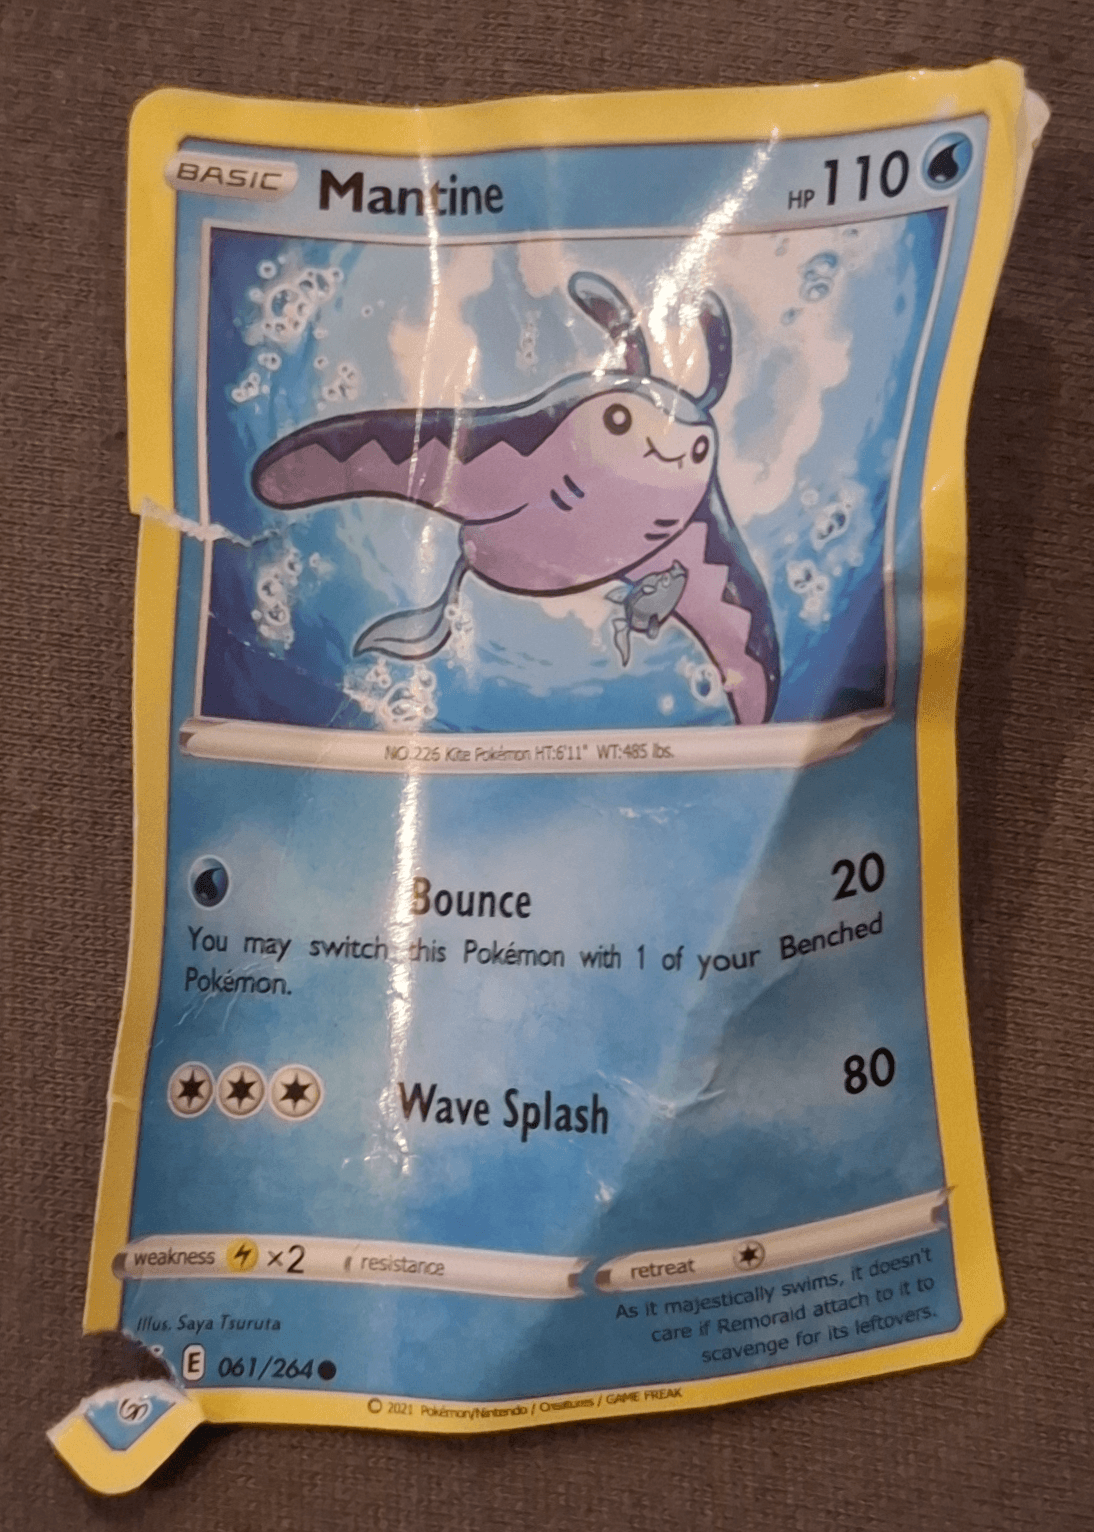 BASIC Mantine HP 110
NO.226 Kite Pokémon HT:6'11" WT:485 lbs.
Bounce 20
You may switch this Pokémon with 1 of your Benched
Pokémon.
Wave Splash 80
weakness ×2 resistance retreat
As it majestically swims, it doesn't
care if Remoraid attach to it to
scavenge for its leftovers.
Illus. Saya Tsuruta
E 061/264
© 2021 Pokémon/Nintendo / Creatures / GAME FREAK